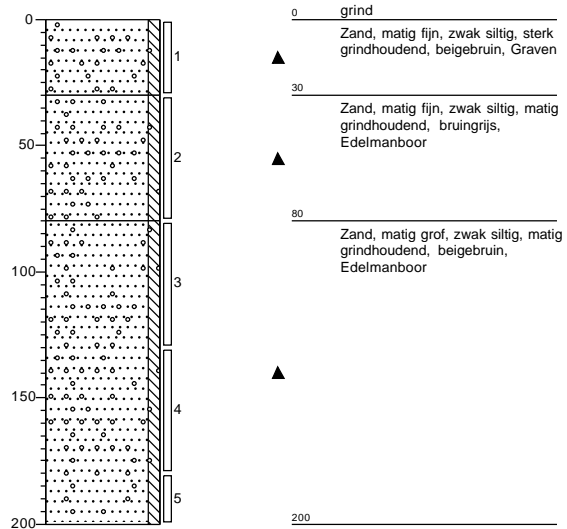 0
50
100
150
200
1
2
3
4
5
0
grind
Zand, matig fijn, zwak siltig, sterk
grindhoudend, beigebruin, Graven
30
Zand, matig fijn, zwak siltig, matig
grindhoudend, bruingrijs,
Edelmanboor
80
Zand, matig grof, zwak siltig, matig
grindhoudend, beigebruin,
Edelmanboor
200